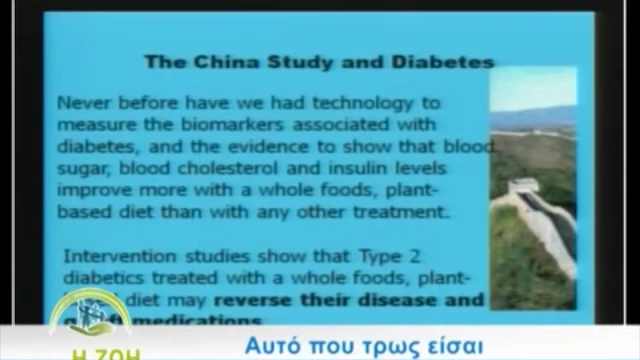 The China Study and Diabetes
Never before have we had technology to
measure the biomarkers associated with
diabetes, and the evidence to show that blood
sugar, blood cholesterol and insulin levels
improve more with a whole foods, plant-
based diet than with any other treatment.
Intervention studies show that Type 2
diabetics treated with a whole foods, plant-
diet may reverse their disease and
medications.
Η ΖΩΗ
Αυτό που τρως είσαι